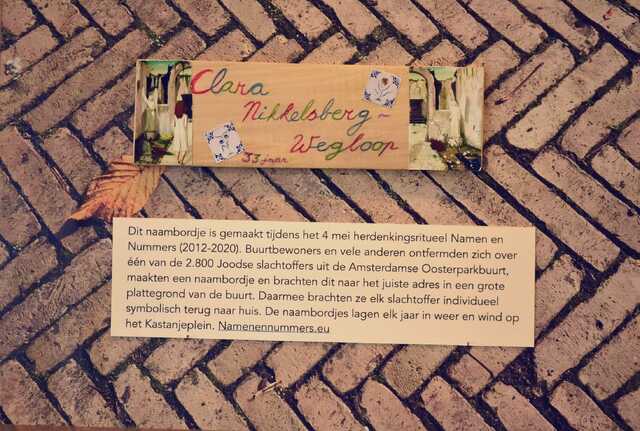 Clara
Nikkelsberg ~
Wegloop
53 jaar
Dit naambordje is gemaakt tijdens het 4 mei herdenkingsritueel Namen en
Nummers (2012-2020). Buurtbewoners en vele anderen ontfermden zich over
één van de 2.800 Joodse slachtoffers uit de Amsterdamse Oosterparkbuurt,
maakten een naambordje en brachten dit naar het juiste adres in een grote
plattegrond van de buurt. Daarmee brachten ze elk slachtoffer individueel
symbolisch terug naar huis. De naambordjes lagen elk jaar in weer en wind op
het Kastanjeplein. Namenennummers.eu